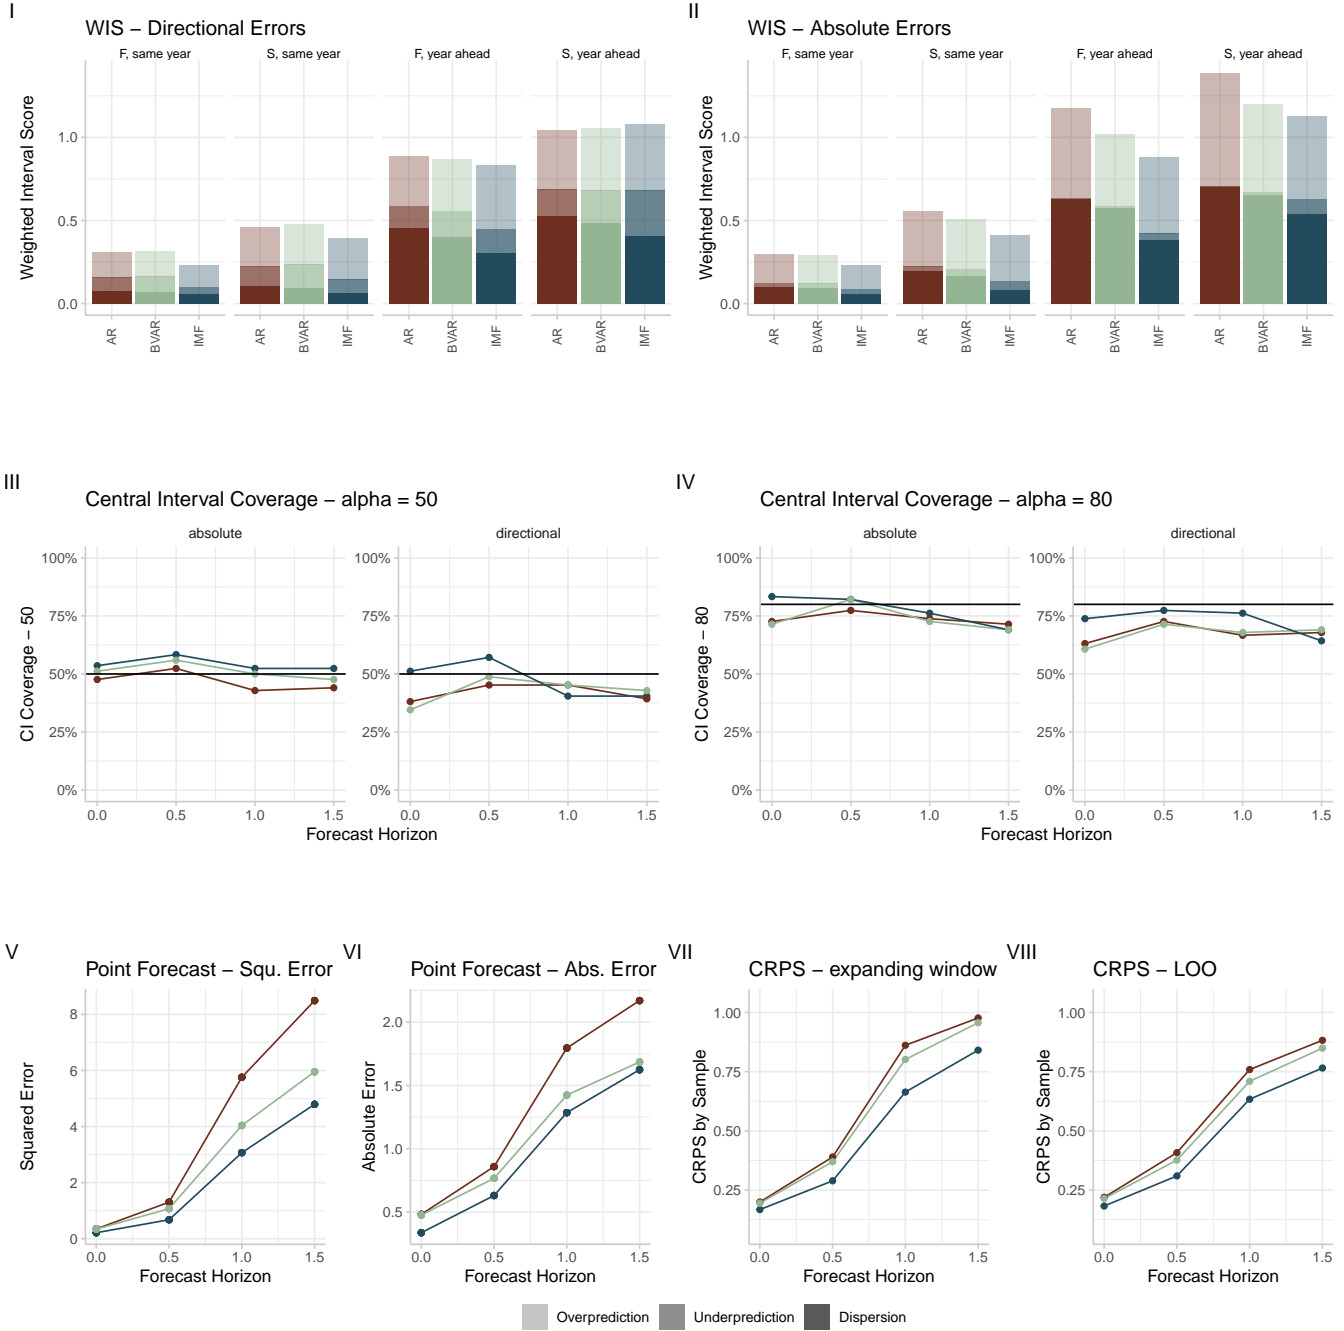 I
WIS – Directional Errors
F, same year
S, same year
F, year ahead
S, year ahead
Weighted Interval Score
1.0
0.5
0.0
AR
BVAR
IMF
AR
BVAR
IMF
AR
BVAR
IMF
AR
BVAR
IMF
II
WIS – Absolute Errors
F, same year
S, same year
F, year ahead
S, year ahead
Weighted Interval Score
1.0
0.5
0.0
AR
BVAR
IMF
AR
BVAR
IMF
AR
BVAR
IMF
AR
BVAR
IMF
III
Central Interval Coverage – alpha = 50
absolute
directional
CI Coverage – 50
100%
75%
50%
25%
0%
0.0 0.5 1.0 1.5
100%
75%
50%
25%
0%
0.0 0.5 1.0 1.5
Forecast Horizon
IV
Central Interval Coverage – alpha = 80
absolute
directional
CI Coverage – 80
100%
75%
50%
25%
0%
0.0 0.5 1.0 1.5
100%
75%
50%
25%
0%
0.0 0.5 1.0 1.5
Forecast Horizon
V
Point Forecast – Squ. Error
Squared Error
8
6
4
2
0
0.0 0.5 1.0 1.5
Forecast Horizon
VI
Point Forecast – Abs. Error
Absolute Error
2.0
1.5
1.0
0.5
0.0 0.5 1.0 1.5
Forecast Horizon
VII
CRPS – expanding window
CRPS by Sample
1.00
0.75
0.50
0.25
0.0 0.5 1.0 1.5
Forecast Horizon
VIII
CRPS – LOO
CRPS by Sample
1.00
0.75
0.50
0.25
0.0 0.5 1.0 1.5
Forecast Horizon
Overprediction Underprediction Dispersion